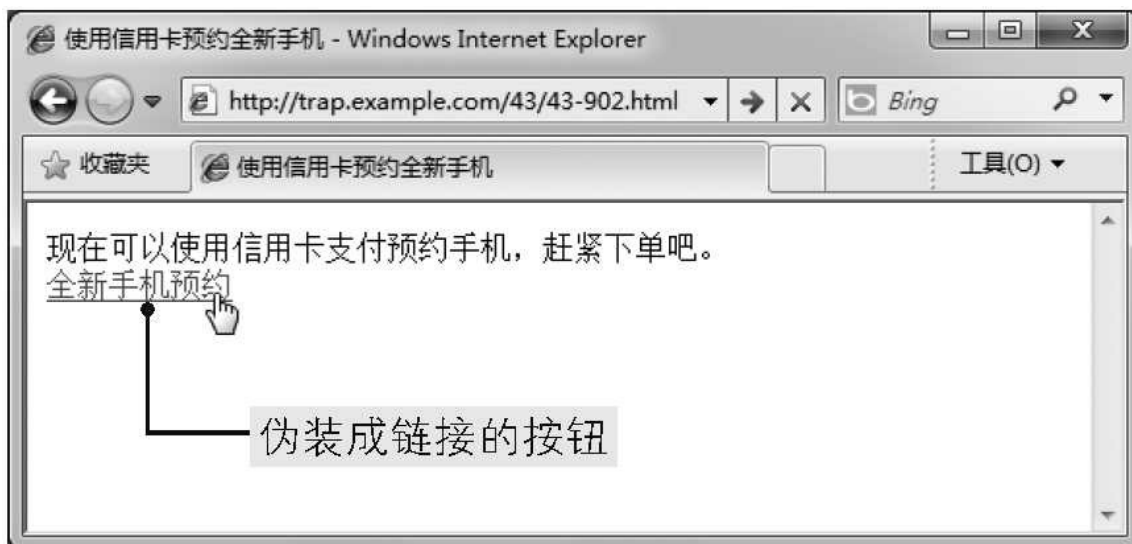 使用信用卡预约全新手机 - Windows Internet Explorer
http://trap.example.com/43/43-902.html
Bing
收藏夹
使用信用卡预约全新手机
工具(O)
现在可以使用信用卡支付预约手机，赶紧下单吧。
全新手机预约
伪装成链接的按钮